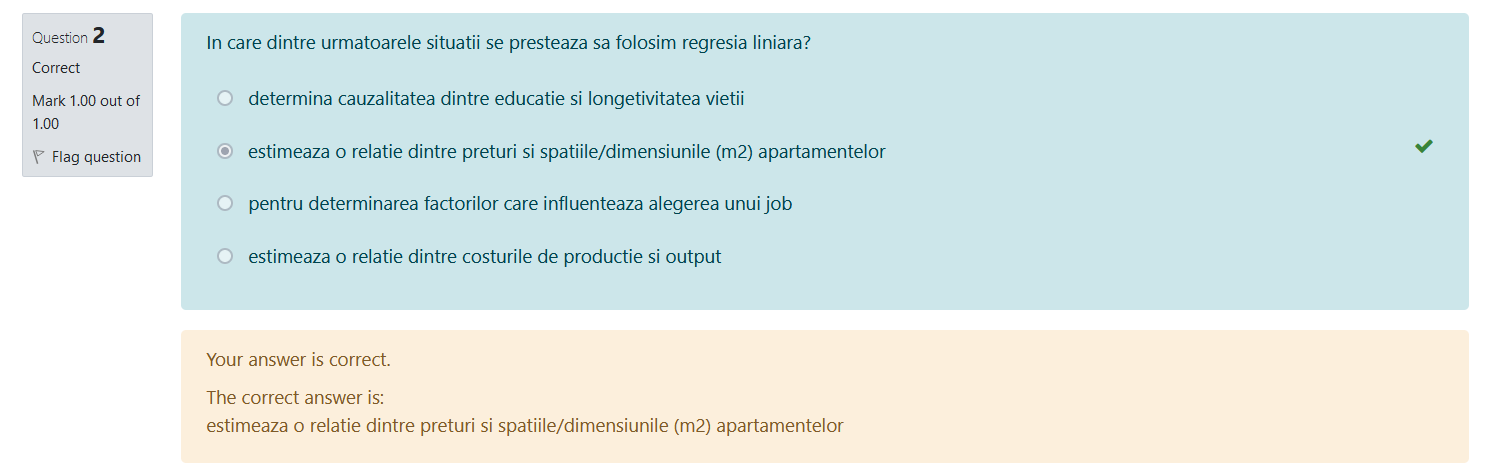 Question 2
Correct
Mark 1.00 out of
1.00
Flag question
In care dintre urmatoarele situatii se presteaza sa folosim regresia liniara?
determina cauzalitatea dintre educatie si longetivitatea vietii
estimeaza o relatie dintre preturi si spatiile/dimensiunile (m2) apartamentelor
pentru determinarea factorilor care influenteaza alegerea unui job
estimeaza o relatie dintre costurile de productie si output
Your answer is correct.
The correct answer is:
estimeaza o relatie dintre preturi si spatiile/dimensiunile (m2) apartamentelor